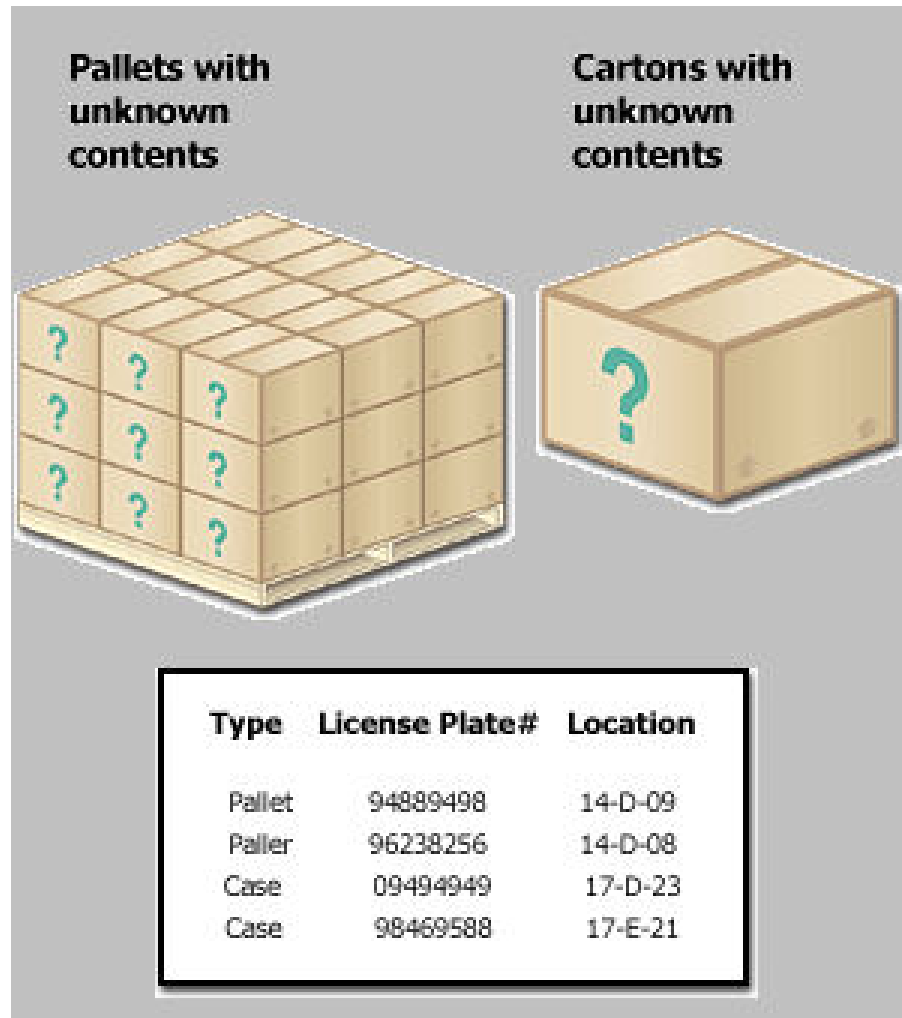 Pallets with
unknown
contents
Cartons with
unknown
contents
? ? ?
? ? ?
? ? ?
?
Type License Plate# Location
Pallet 94889498 14-D-09
Paller 96238256 14-D-08
Case 09494949 17-D-23
Case 98469588 17-E-21